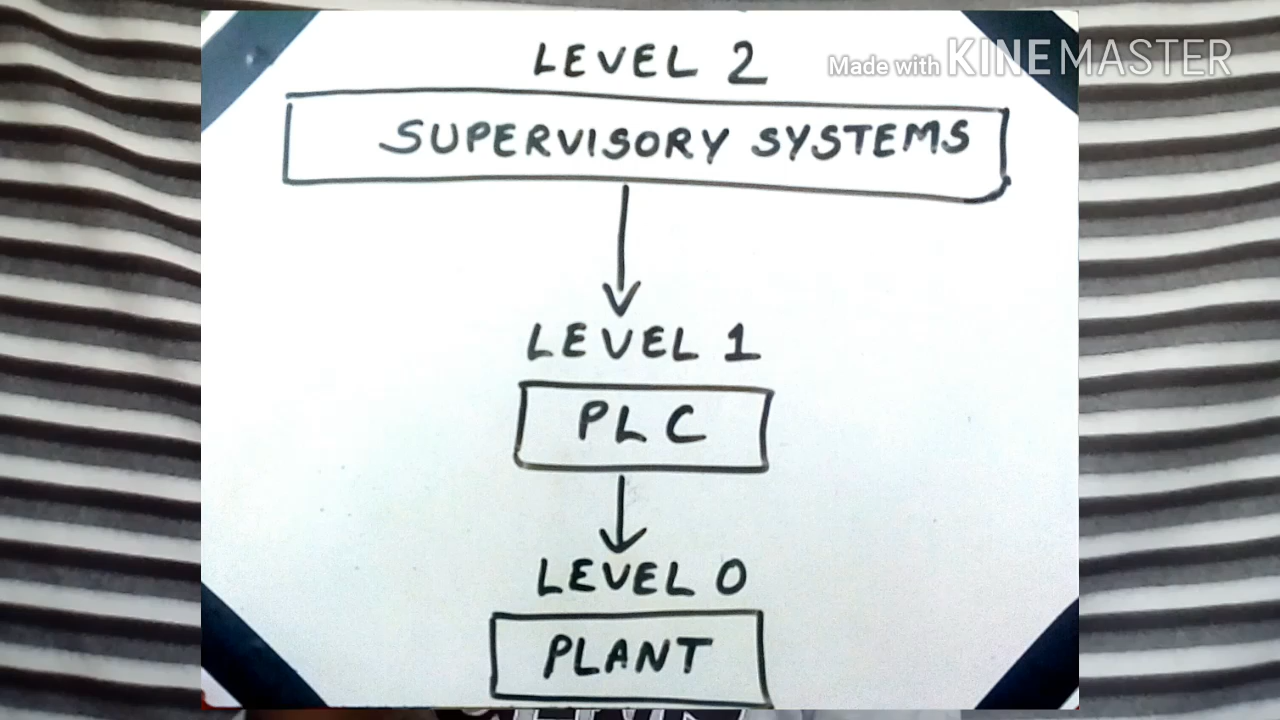 LEVEL 2
Made with KINEMASTER
SUPERVISORY SYSTEMS
LEVEL 1
PLC
LEVEL 0
PLANT